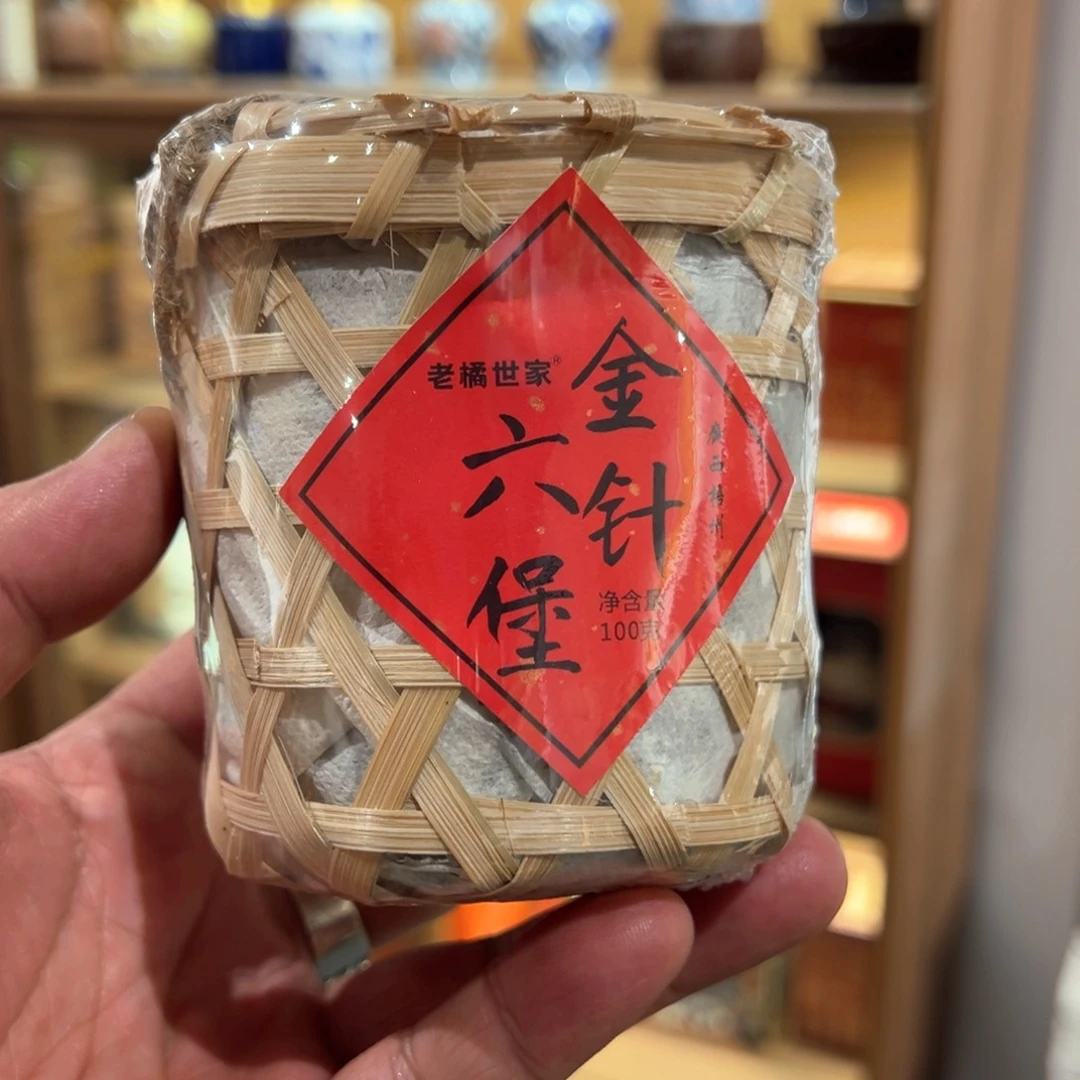 老橘世家®
金针
六堡
广西梧州
净含量
100克